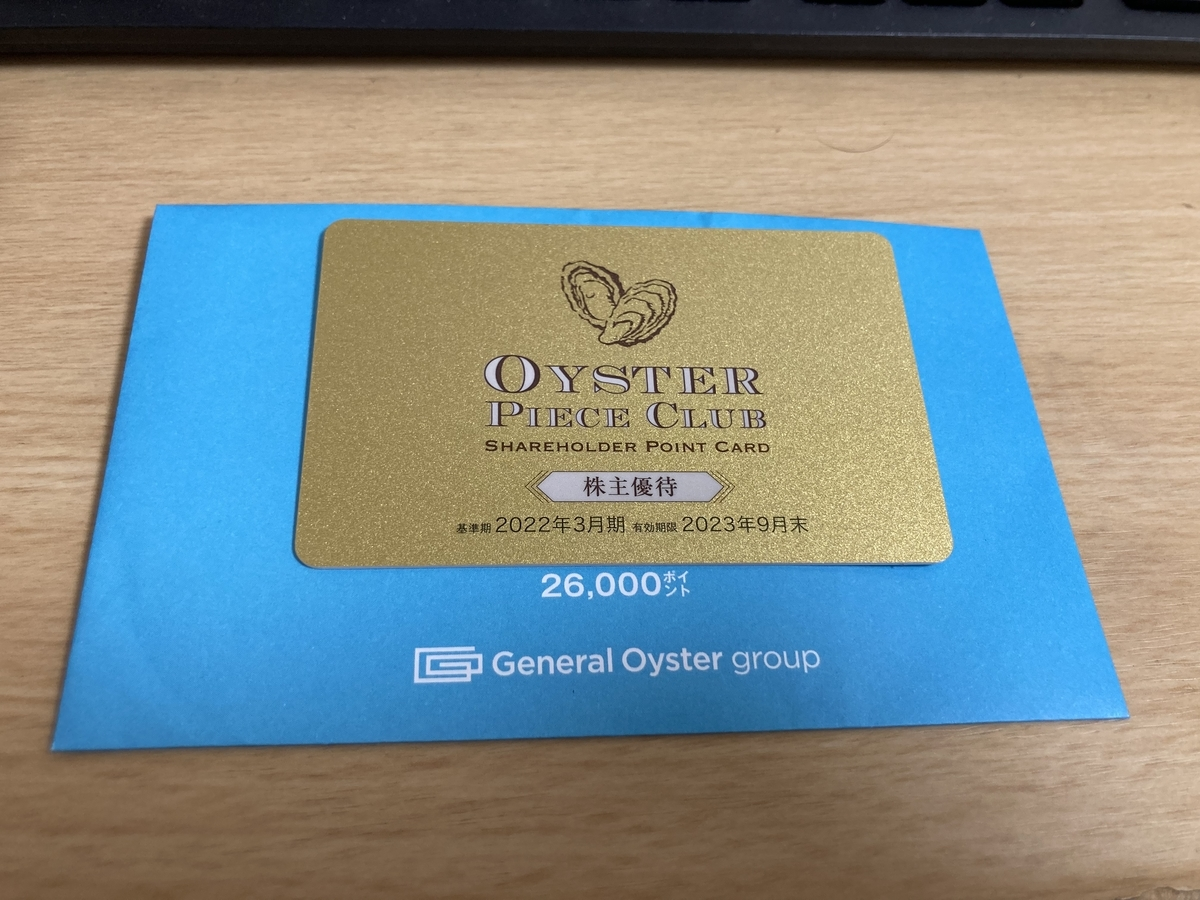 OYSTER
PIECE CLUB
SHAREHOLDER POINT CARD
株主優待
基準期 2022年3月期 有効期限 2023年9月末
26,000ポイント
General Oyster group